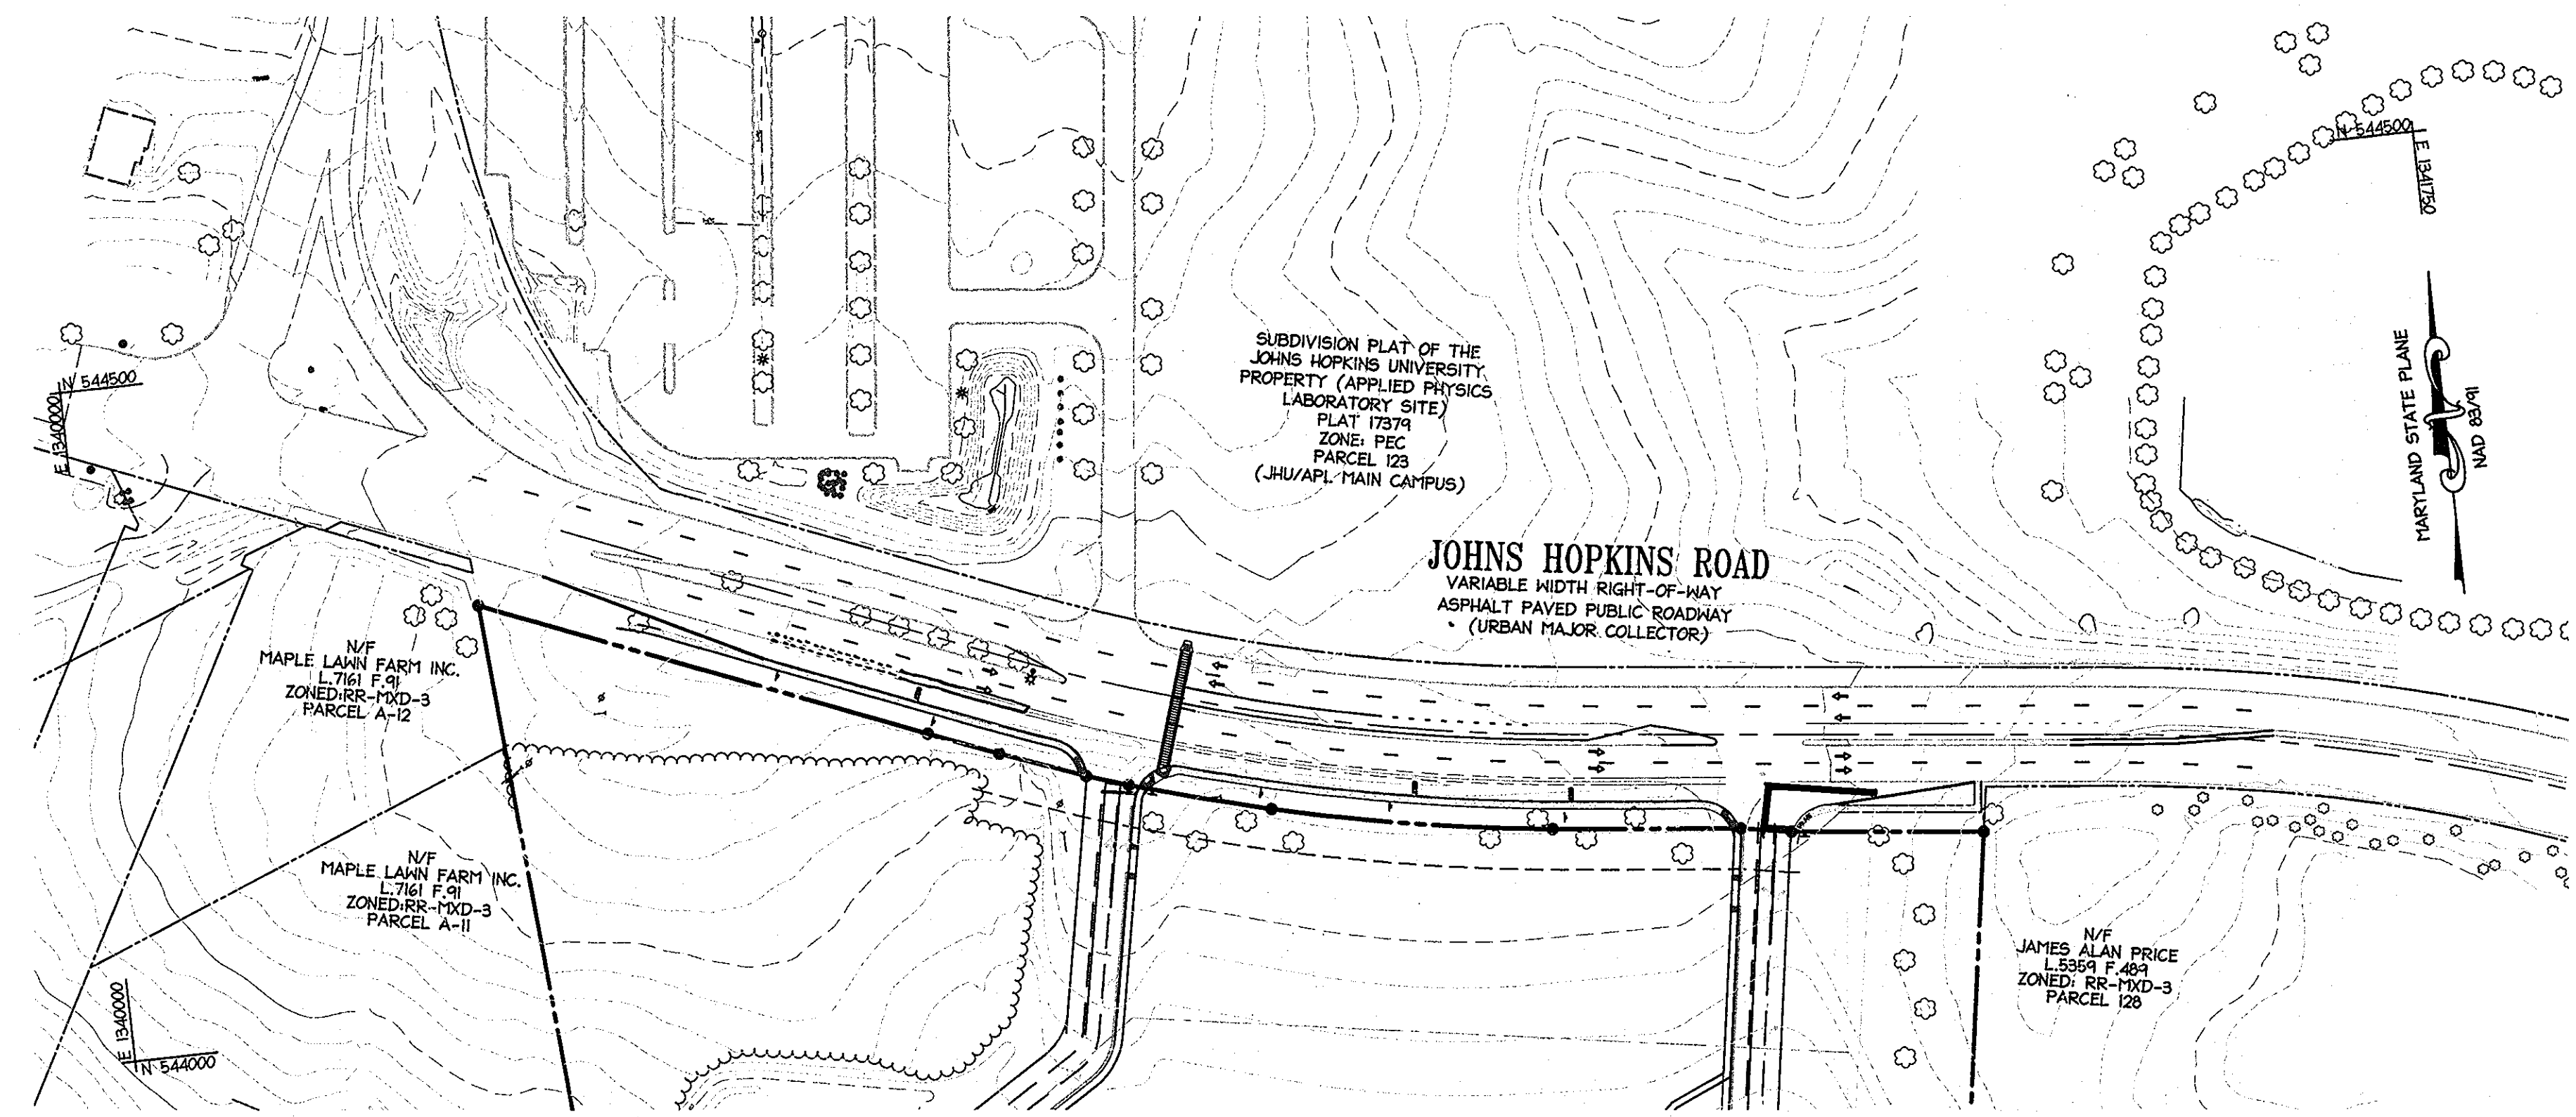 N 544500
E 1341750
MARYLAND STATE PLANE
NAD 83/91
N 544500
E 1340000
SUBDIVISION PLAT OF THE
JOHNS HOPKINS UNIVERSITY
PROPERTY (APPLIED PHYSICS
LABORATORY SITE)
PLAT 17379
ZONE: PEC
PARCEL 123
(JHU/APL MAIN CAMPUS)
JOHNS HOPKINS ROAD
VARIABLE WIDTH RIGHT-OF-WAY
ASPHALT PAVED PUBLIC ROADWAY
(URBAN MAJOR COLLECTOR)
N/F
MAPLE LAWN FARM INC.
L.7161 F.91
ZONED:RR-MXD-3
PARCEL A-12
N/F
MAPLE LAWN FARM INC.
L.7161 F.91
ZONED:RR-MXD-3
PARCEL A-11
N/F
JAMES ALAN PRICE
L.5359 F.489
ZONED: RR-MXD-3
PARCEL 128
E 1340000
N 544000